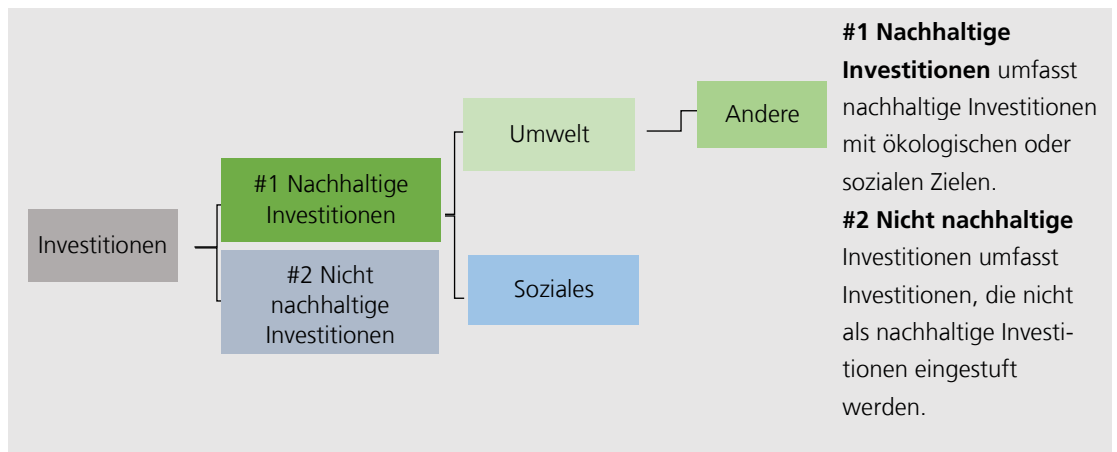 Investitionen
#1 Nachhaltige
Investitionen
#2 Nicht
nachhaltige
Investitionen
Umwelt
Soziales
Andere
#1 Nachhaltige
Investitionen umfasst
nachhaltige Investitionen
mit ökologischen oder
sozialen Zielen.
#2 Nicht nachhaltige
Investitionen umfasst
Investitionen, die nicht
als nachhaltige Investi-
tionen eingestuft
werden.